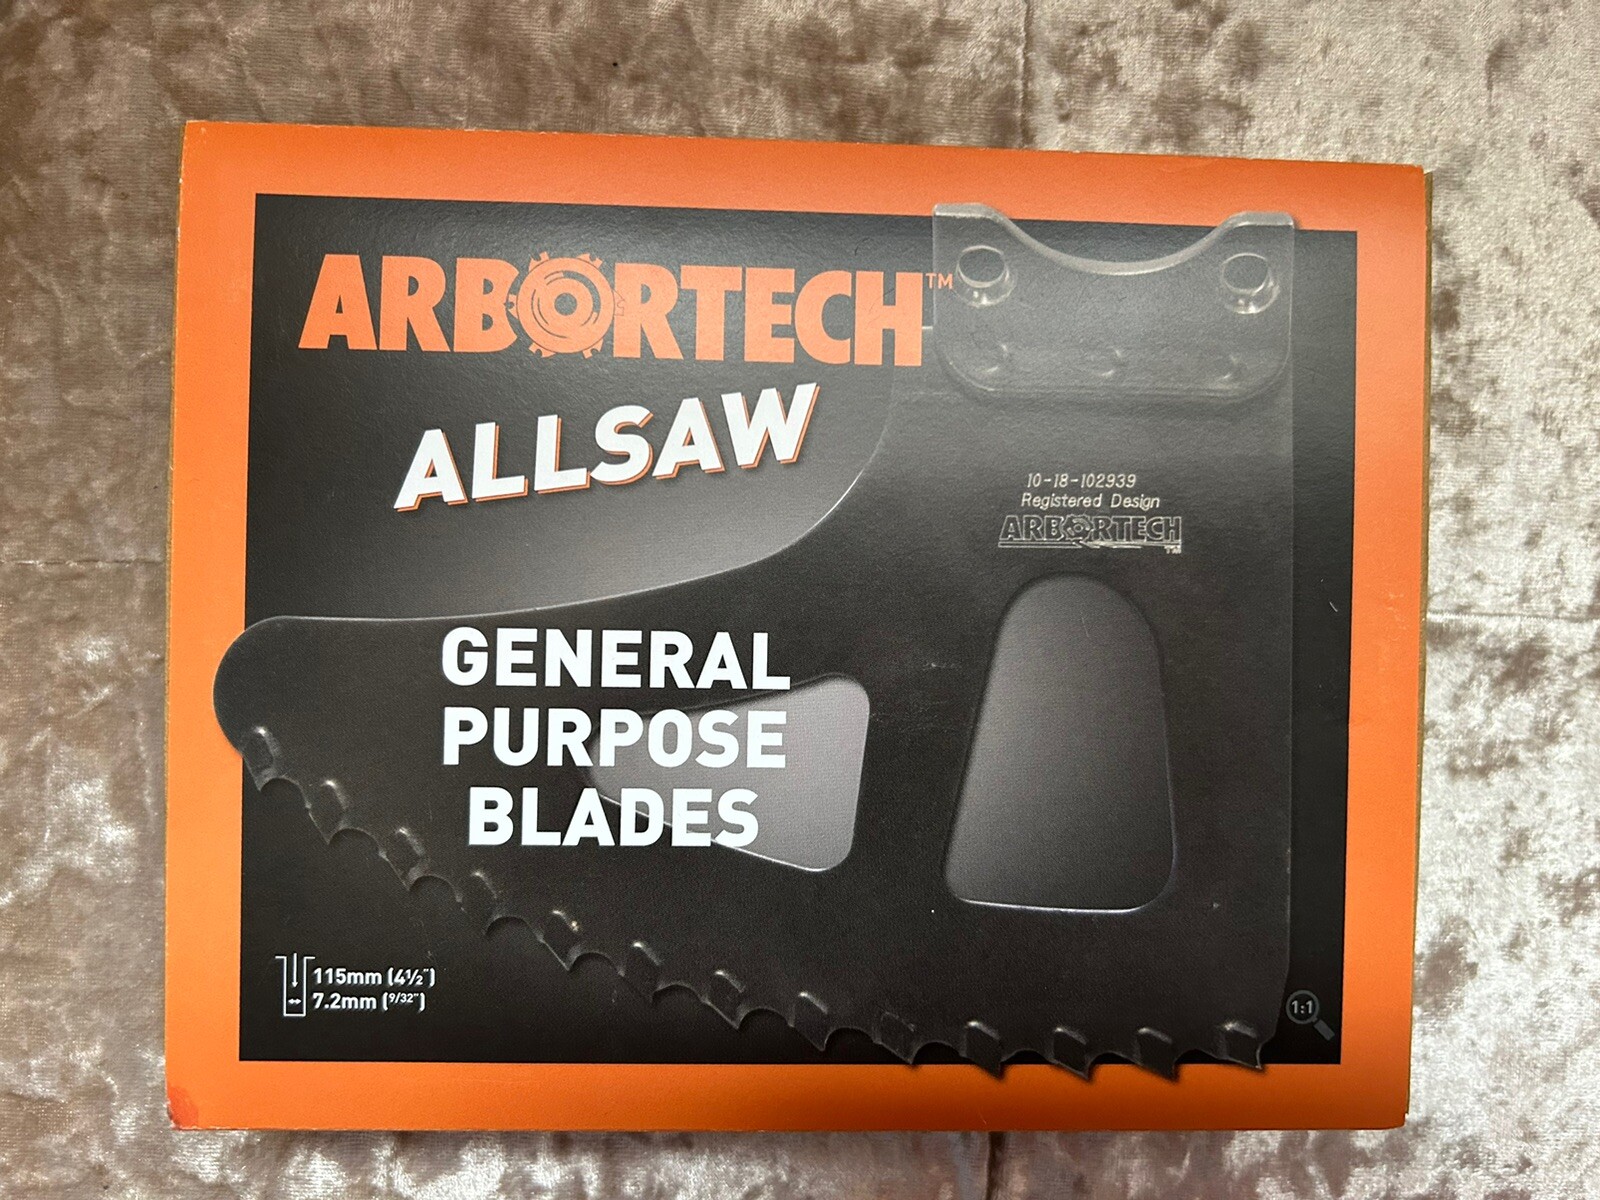 ARBORTECH™
ALLSAW
10-18-102939
Registered Design
ARBORTECH™
GENERAL
PURPOSE
BLADES
115mm (4½")
7.2mm (9/32")
1:1